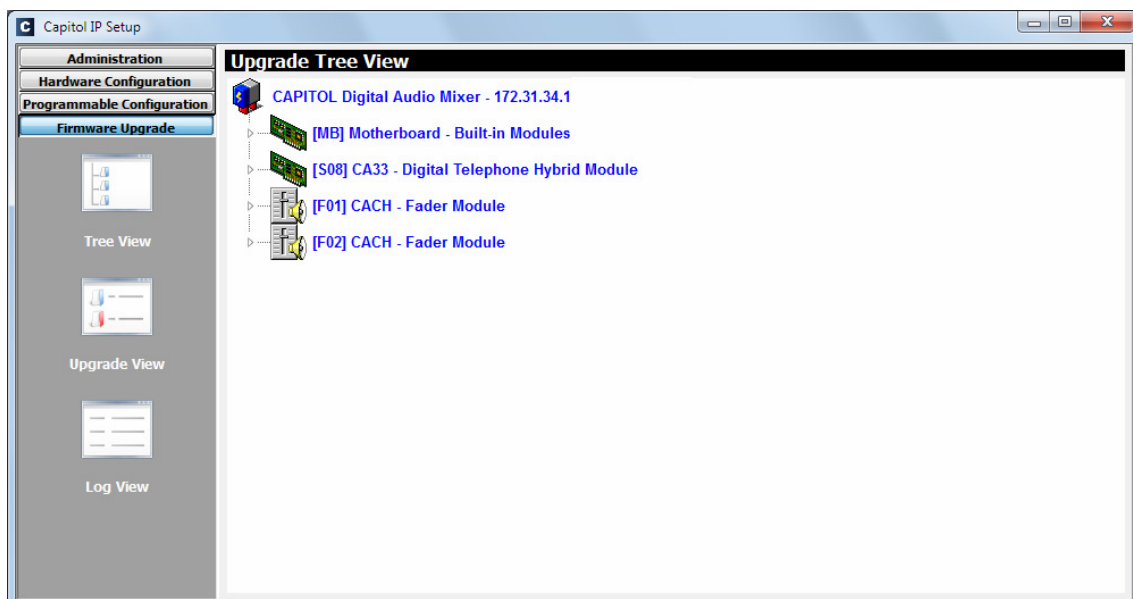 C Capitol IP Setup
Administration
Hardware Configuration
Programmable Configuration
Firmware Upgrade
Tree View
Upgrade View
Log View
Upgrade Tree View
CAPITOL Digital Audio Mixer - 172.31.34.1
[MB] Motherboard - Built-in Modules
[S08] CA33 - Digital Telephone Hybrid Module
[F01] CACH - Fader Module
[F02] CACH - Fader Module